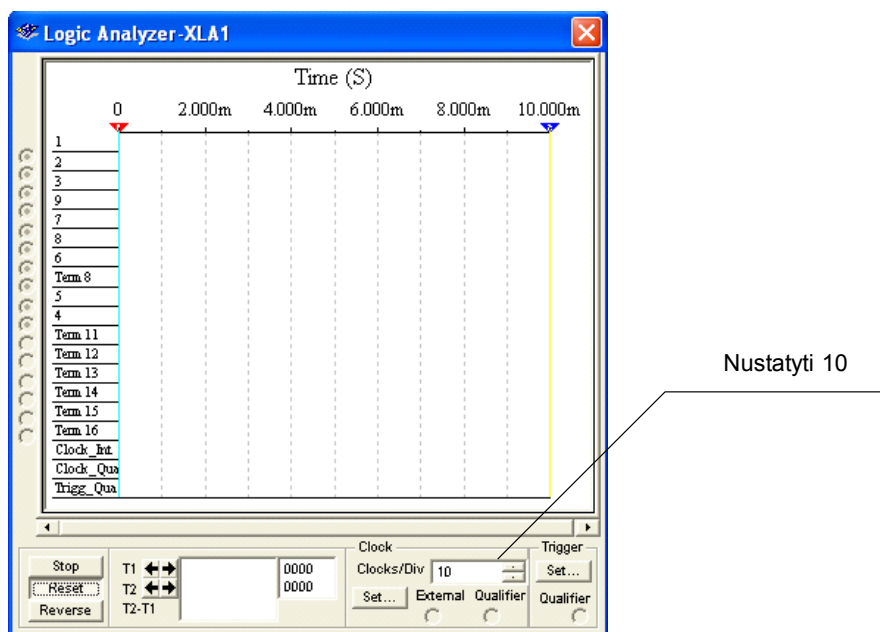 Logic Analyzer-XLA1
Time (S)
0 2.000m 4.000m 6.000m 8.000m 10.000m
1
2
3
9
7
8
6
Term 8
5
4
Term 11
Term 12
Term 13
Term 14
Term 15
Term 16
Clock_Int
Clock_Qua
Trigg_Qua
Nustatyti 10
Stop
Reset
Reverse
T1
T2
T2-T1
0000
0000
Clock
Clocks/Div 10
Set... External Qualifier
Trigger
Set...
Qualifier